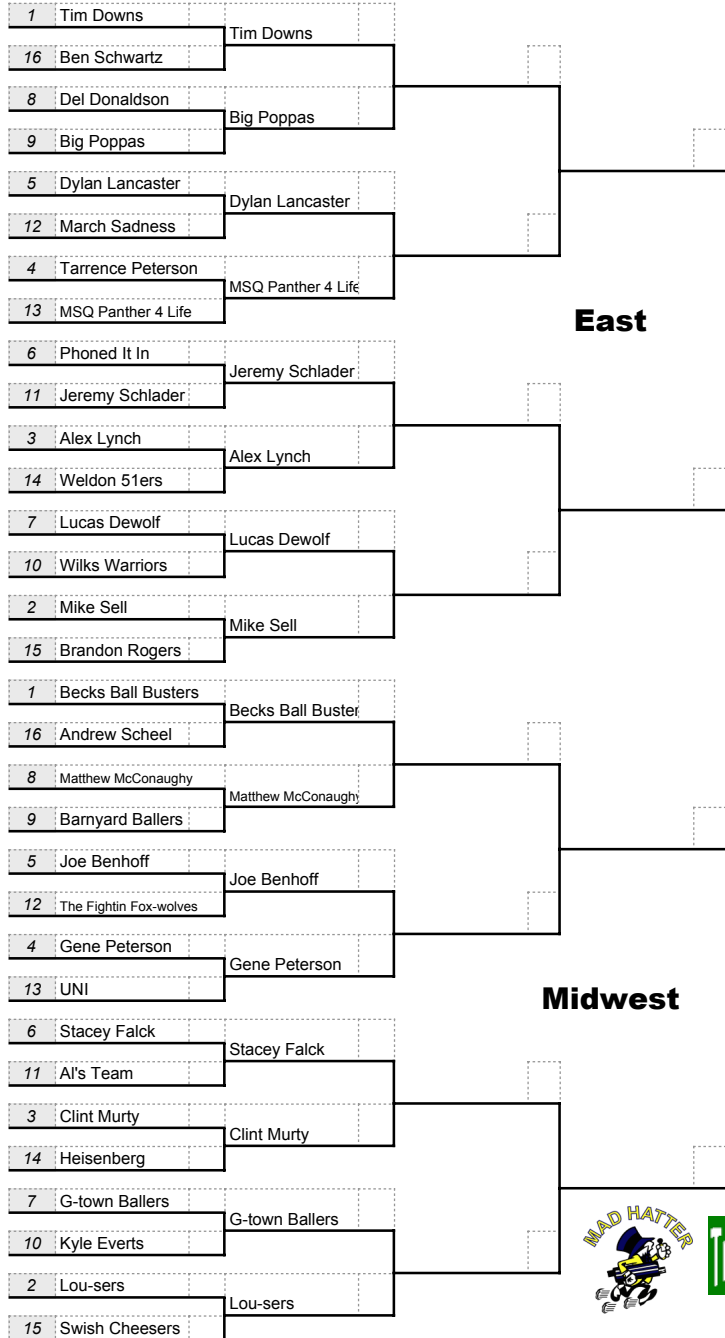 1 Tim Downs
Tim Downs
16 Ben Schwartz
8 Del Donaldson
Big Poppas
9 Big Poppas
5 Dylan Lancaster
Dylan Lancaster
12 March Sadness
4 Tarrence Peterson
MSQ Panther 4 Life
13 MSQ Panther 4 Life
East
6 Phoned It In
Jeremy Schlader
11 Jeremy Schlader
3 Alex Lynch
Alex Lynch
14 Weldon 51ers
7 Lucas Dewolf
Lucas Dewolf
10 Wilks Warriors
2 Mike Sell
Mike Sell
15 Brandon Rogers
1 Becks Ball Busters
Becks Ball Buster
16 Andrew Scheel
8 Matthew McConaughy
Matthew McConaughy
9 Barnyard Ballers
5 Joe Benhoff
Joe Benhoff
12 The Fightin Fox-wolves
4 Gene Peterson
Gene Peterson
13 UNI
Midwest
6 Stacey Falck
Stacey Falck
11 Al's Team
3 Clint Murty
Clint Murty
14 Heisenberg
7 G-town Ballers
G-town Ballers
10 Kyle Everts
MAD HATTER
2 Lou-sers
Lou-sers
15 Swish Cheesers